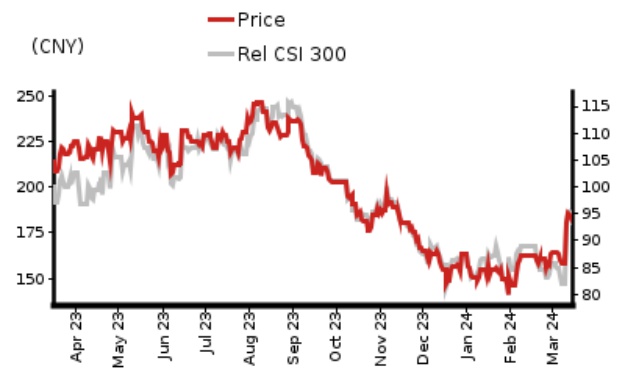 Price
(CNY)
Rel CSI 300
250
225
200
175
150
115
110
105
100
95
90
85
80
Apr 23
May 23
Jun 23
Jul 23
Aug 23
Sep 23
Oct 23
Nov 23
Dec 23
Jan 24
Feb 24
Mar 24